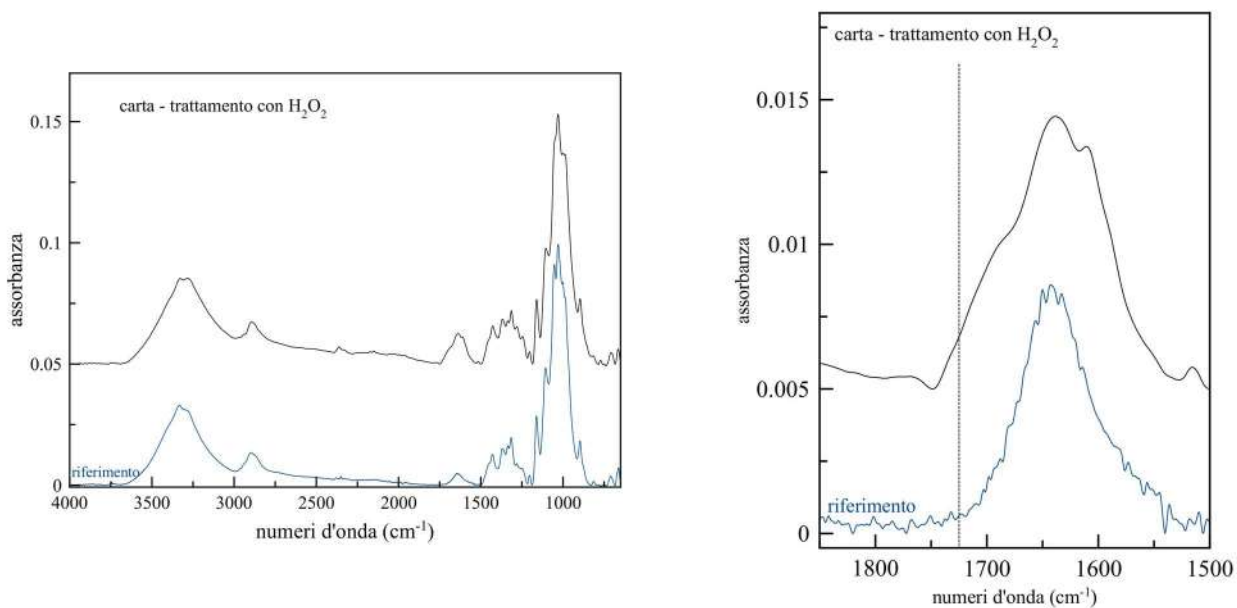 carta - trattamento con H₂O₂
0.15
0.1
0.05
0
assorbanza
riferimento
4000 3500 3000 2500 2000 1500 1000
numeri d'onda (cm⁻¹)
carta - trattamento con H₂O₂
0.015
0.01
0.005
0
assorbanza
riferimento
1800 1700 1600 1500
numeri d'onda (cm⁻¹)